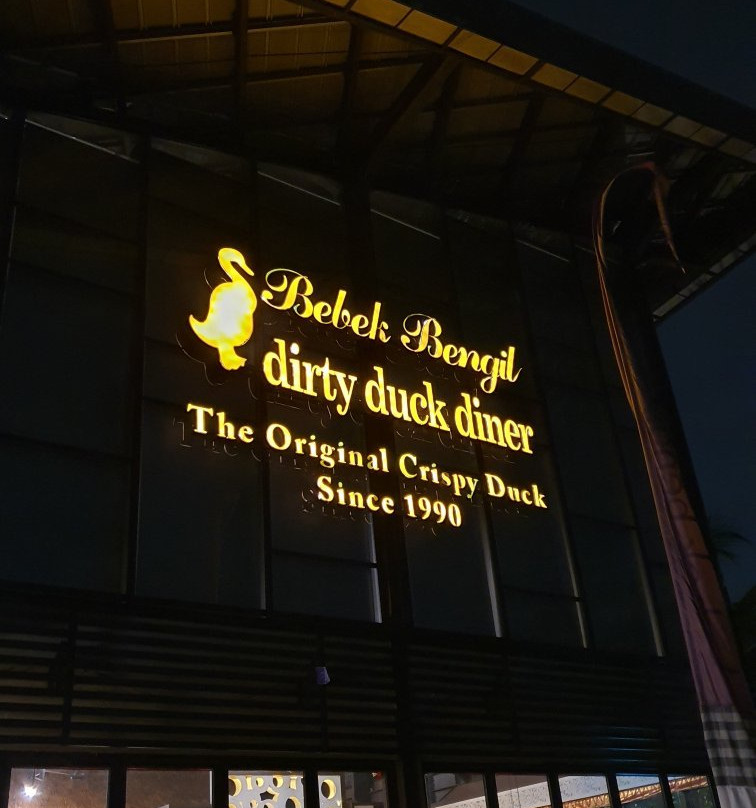 Bebek Bengil
dirty duck diner
The Original Crispy Duck
Since 1990